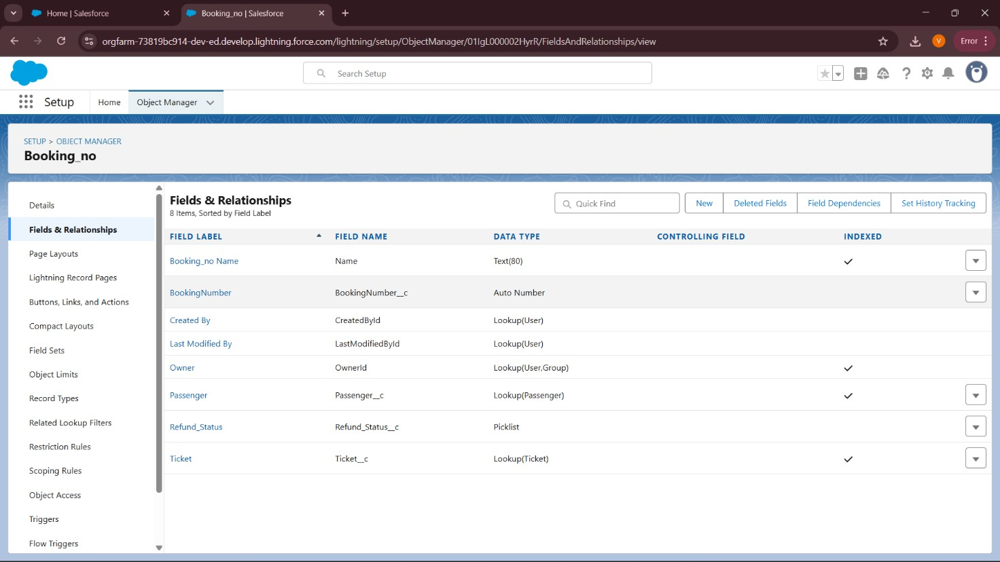 Home | Salesforce
Booking_no | Salesforce
orgfarm-73819bc914-dev-ed.develop.lightning.force.com/lightning/setup/ObjectManager/01IgL000002HyrR/FieldsAndRelationships/view
V
Error
Search Setup
Setup
Home
Object Manager
SETUP > OBJECT MANAGER
Booking_no
Details
Fields & Relationships
Page Layouts
Lightning Record Pages
Buttons, Links, and Actions
Compact Layouts
Field Sets
Object Limits
Record Types
Related Lookup Filters
Restriction Rules
Scoping Rules
Object Access
Triggers
Flow Triggers
Fields & Relationships
8 Items, Sorted by Field Label
Quick Find
New
Deleted Fields
Field Dependencies
Set History Tracking
FIELD LABEL FIELD NAME DATA TYPE CONTROLLING FIELD INDEXED
Booking_no Name Name Text(80)
BookingNumber BookingNumber__c Auto Number
Created By CreatedById Lookup(User)
Last Modified By LastModifiedById Lookup(User)
Owner OwnerId Lookup(User,Group)
Passenger Passenger__c Lookup(Passenger)
Refund_Status Refund_Status__c Picklist
Ticket Ticket__c Lookup(Ticket)